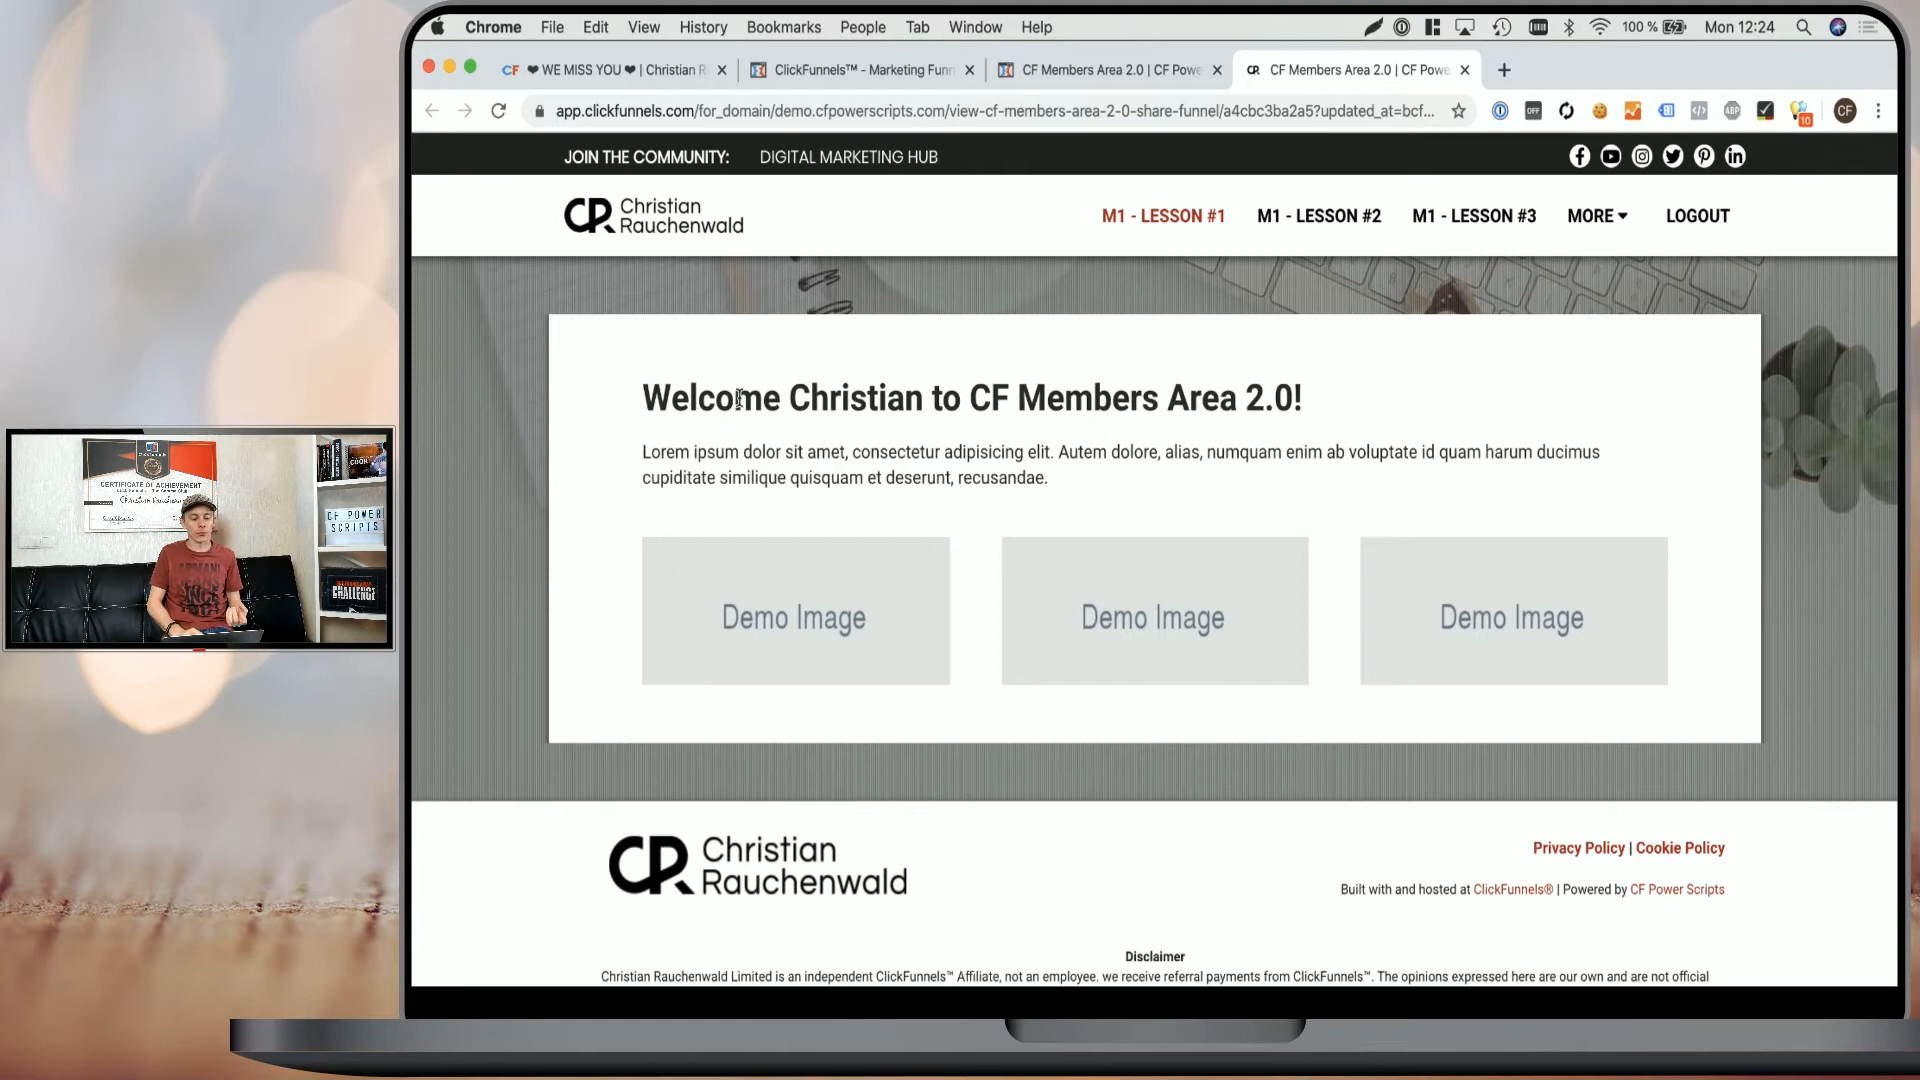 Chrome File Edit View History Bookmarks People Tab Window Help
100 % Mon 12:24
CF ❤ WE MISS YOU ❤ | Christian R
ClickFunnels™ - Marketing Funn
CF Members Area 2.0 | CF Powe
CR CF Members Area 2.0 | CF Powe
app.clickfunnels.com/for_domain/demo.cfpowerscripts.com/view-cf-members-area-2-0-share-funnel/a4cbc3ba2a5?updated_at=bcf...
OFF
ABP
10
CF
JOIN THE COMMUNITY: DIGITAL MARKETING HUB
CR Christian
Rauchenwald
M1 - LESSON #1 M1 - LESSON #2 M1 - LESSON #3 MORE LOGOUT
Welcome Christian to CF Members Area 2.0!
Lorem ipsum dolor sit amet, consectetur adipisicing elit. Autem dolore, alias, numquam enim ab voluptate id quam harum ducimus
cupiditate similique quisquam et deserunt, recusandae.
Demo Image Demo Image Demo Image
CERTIFICATE OF ACHIEVEMENT
CF POWER
SCRIPTS
CHALLENGE
CR Christian
Rauchenwald
Privacy Policy | Cookie Policy
Built with and hosted at ClickFunnels® | Powered by CF Power Scripts
Disclaimer
Christian Rauchenwald Limited is an independent ClickFunnels™ Affiliate, not an employee. we receive referral payments from ClickFunnels™. The opinions expressed here are our own and are not official